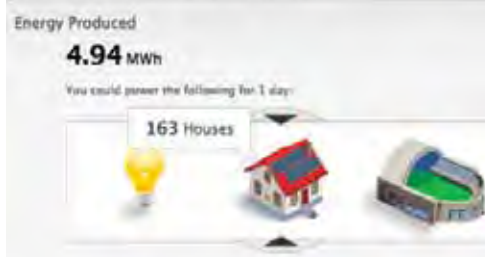 Energy Produced
4.94 MWh
You could power the following for 1 day:
163 Houses